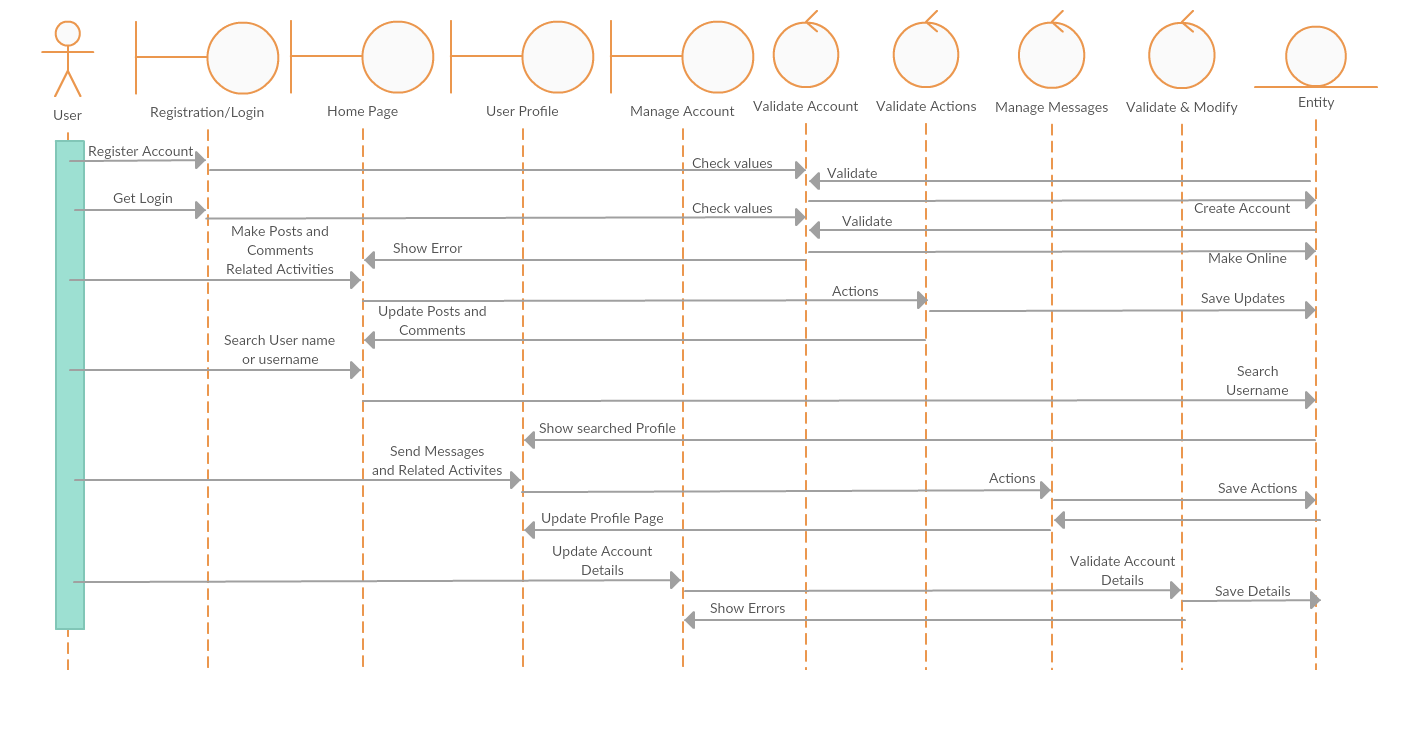 User
Registration/Login
Home Page
User Profile
Manage Account
Validate Account
Validate Actions
Manage Messages
Validate & Modify
Entity
Register Account
Check values
Validate
Get Login
Create Account
Check values
Validate
Make Posts and
Comments
Related Activities
Show Error
Make Online
Actions
Save Updates
Update Posts and
Comments
Search User name
or username
Search
Username
Show searched Profile
Send Messages
and Related Activites
Actions
Save Actions
Update Profile Page
Update Account
Details
Validate Account
Details
Save Details
Show Errors